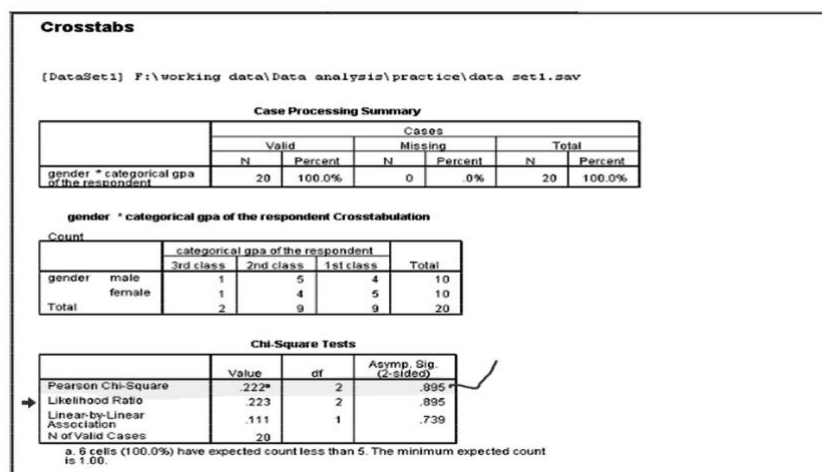 Crosstabs
[DataSet1] F:\working data\Data analysis\practice\data set1.sav
Case Processing Summary
Cases
Valid Missing Total
N Percent N Percent N Percent
gender * categorical gpa
of the respondent 20 100.0% 0 .0% 20 100.0%
gender * categorical gpa of the respondent Crosstabulation
Count
categorical gpa of the respondent
3rd class 2nd class 1st class Total
gender male 1 5 4 10
female 1 4 5 10
Total 2 9 9 20
Chi-Square Tests
Value df Asymp. Sig.
(2-sided)
Pearson Chi-Square .222a 2 .895
Likelihood Ratio .223 2 .895
Linear-by-Linear
Association .111 1 .739
N of Valid Cases 20
a. 6 cells (100.0%) have expected count less than 5. The minimum expected count
is 1.00.